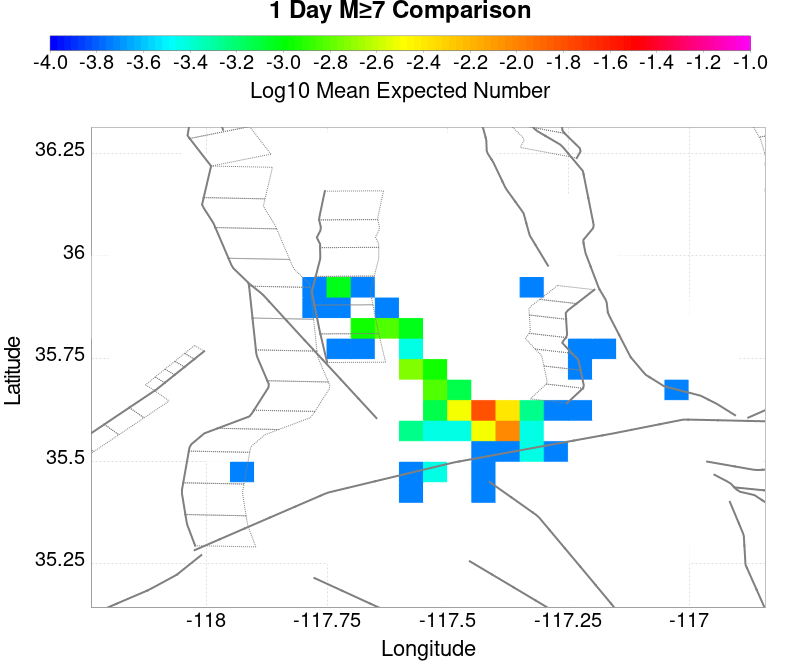 1 Day M≥7 Comparison
-4.0 -3.8 -3.6 -3.4 -3.2 -3.0 -2.8 -2.6 -2.4 -2.2 -2.0 -1.8 -1.6 -1.4 -1.2 -1.0
Log10 Mean Expected Number
36.25
36
35.75
35.5
35.25
Latitude
-118 -117.75 -117.5 -117.25 -117
Longitude